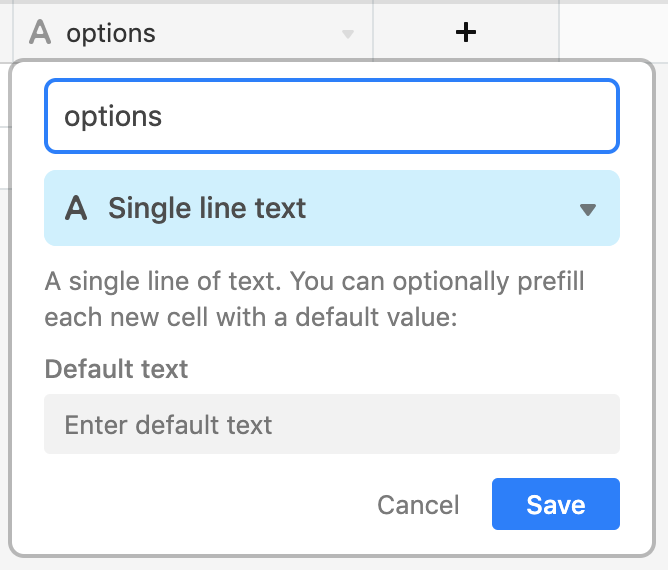 A options +
options
A Single line text
A single line of text. You can optionally prefill
each new cell with a default value:
Default text
Enter default text
Cancel Save